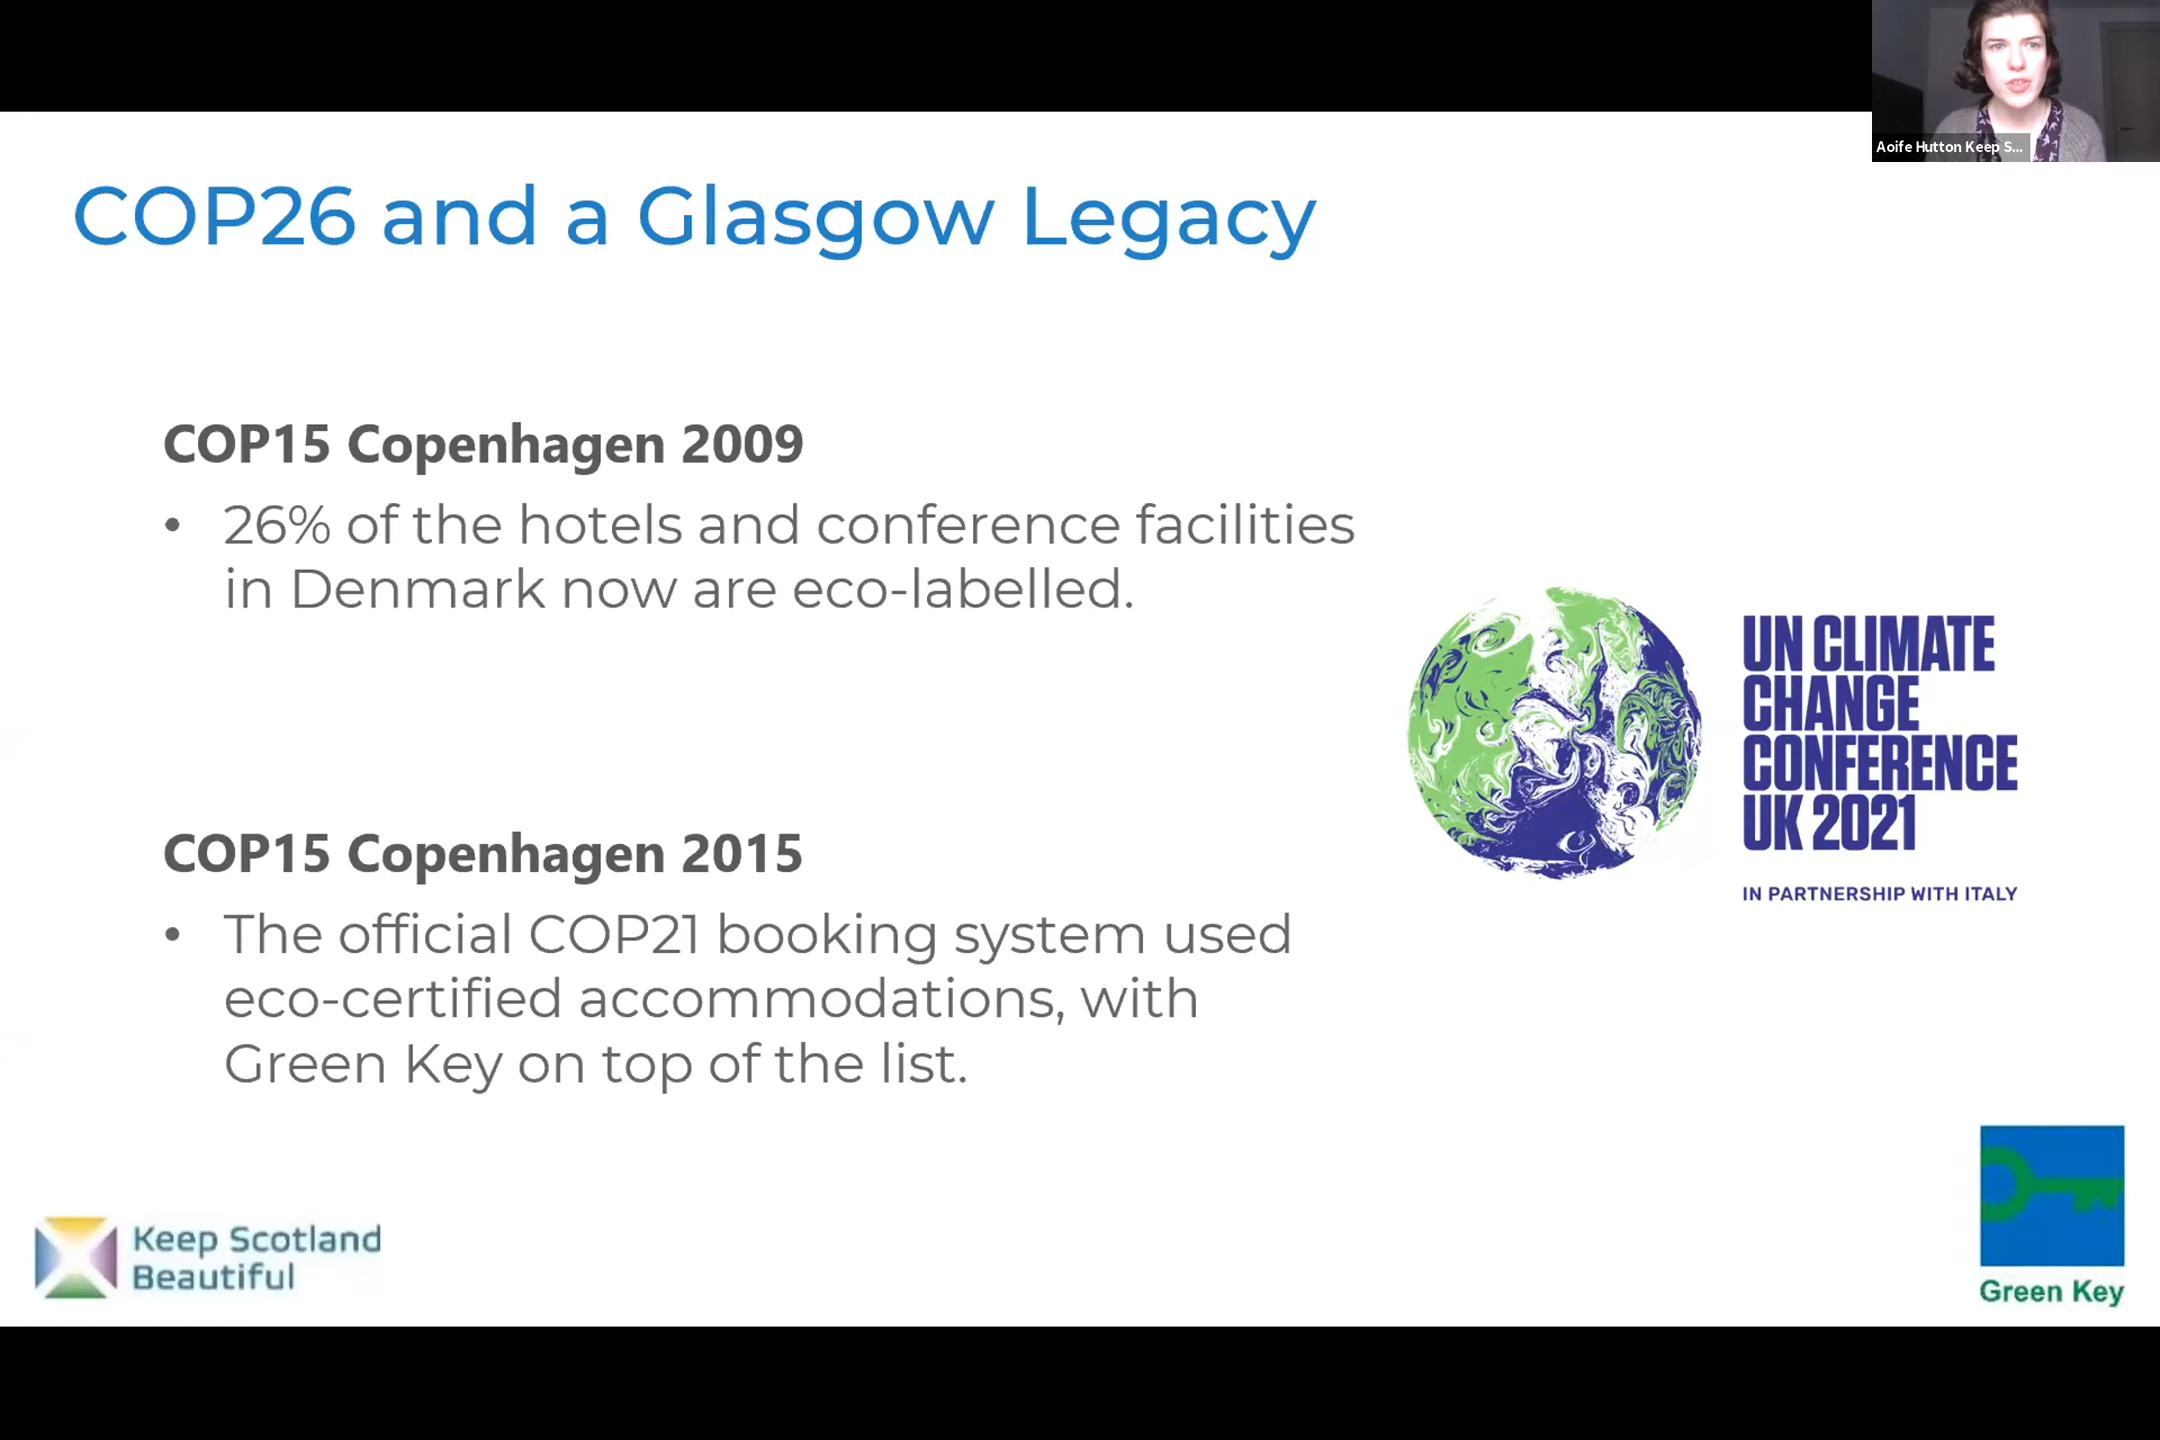 Aoife Hutton Keep S...
COP26 and a Glasgow Legacy
COP15 Copenhagen 2009
• 26% of the hotels and conference facilities
in Denmark now are eco-labelled.
COP15 Copenhagen 2015
• The official COP21 booking system used
eco-certified accommodations, with
Green Key on top of the list.
UN CLIMATE
CHANGE
CONFERENCE
UK 2021
IN PARTNERSHIP WITH ITALY
Keep Scotland
Beautiful
Green Key